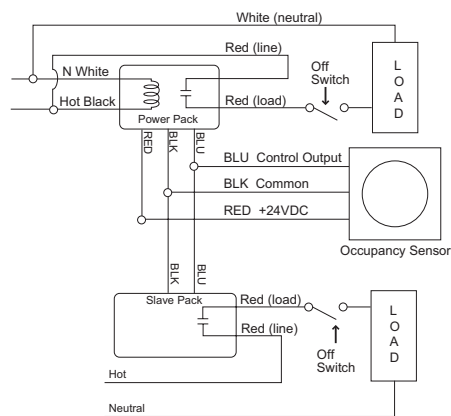 White (neutral)
Red (line)
Off
Switch
L
O
A
D
N White
Hot Black
Red (load)
Power Pack
RED
BLK
BLU
BLU Control Output
BLK Common
RED +24VDC
Occupancy Sensor
BLK
BLU
Slave Pack
Red (load)
Red (line)
Off
Switch
L
O
A
D
Hot
Neutral